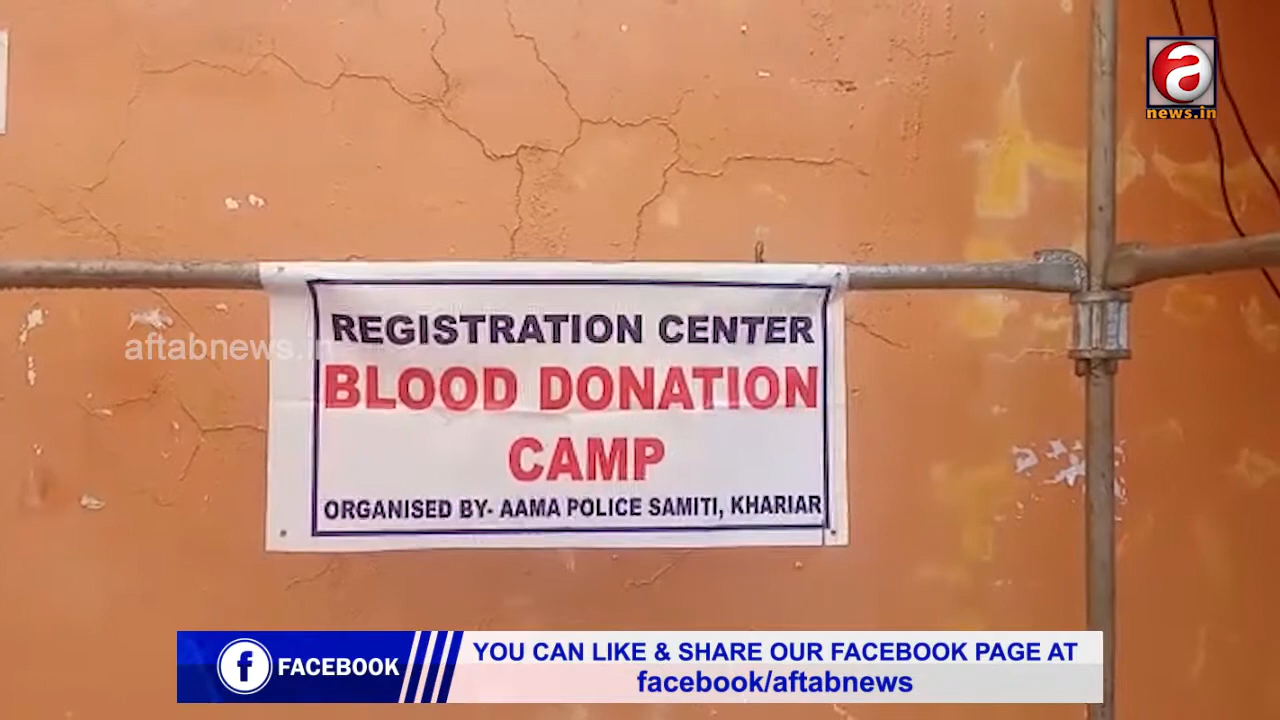 a
news.in
aftabnews.in
REGISTRATION CENTER
BLOOD DONATION
CAMP
ORGANISED BY- AAMA POLICE SAMITI, KHARIAR
f FACEBOOK
YOU CAN LIKE & SHARE OUR FACEBOOK PAGE AT
facebook/aftabnews